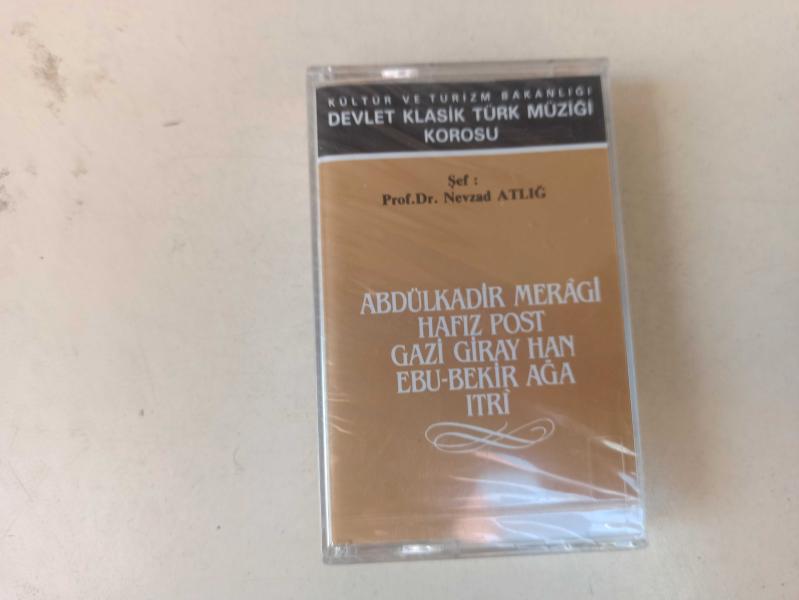 KÜLTÜR VE TURİZM BAKANLIĞI
DEVLET KLASİK TÜRK MÜZİĞİ
KOROSU
Şef :
Prof.Dr. Nevzad ATLIĞ
ABDÜLKADİR MERÂGİ
HAFIZ POST
GAZİ GİRAY HAN
EBU-BEKİR AĞA
ITRÎ